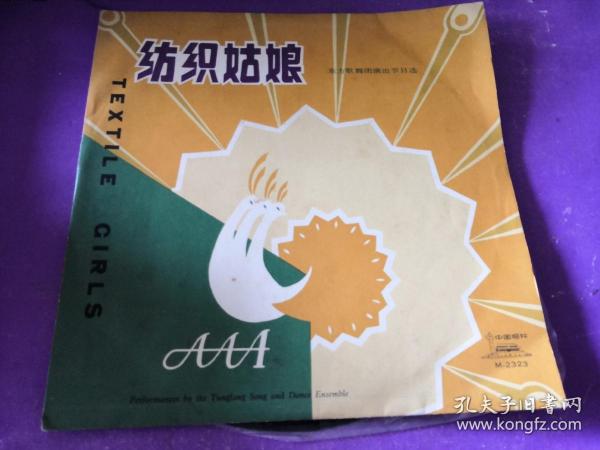 纺织姑娘
东方歌舞团演出节目选
TEXTILE GIRLS
AAA
中国唱片
M-2323
Performances by the Tungfang Song and Dance Ensemble
孔夫子旧书网
www.kongfz.com